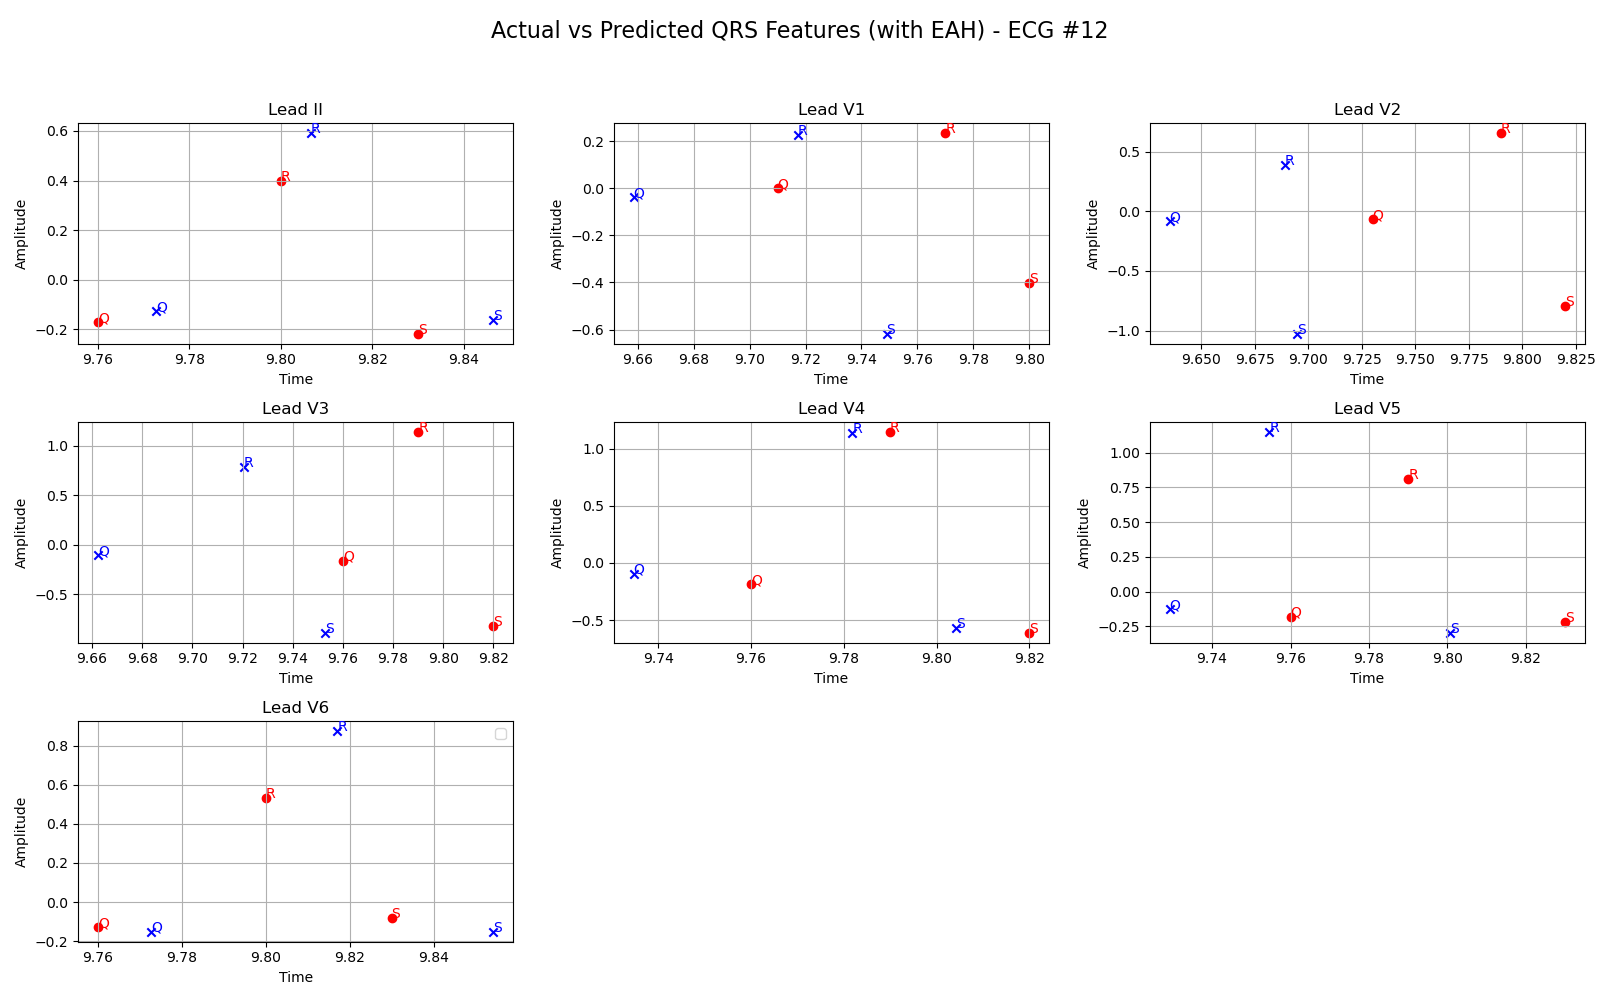 Actual vs Predicted QRS Features (with EAH) - ECG #12
Lead II
Amplitude
0.6
0.4
0.2
0.0
−0.2
R
R
Q
Q
S
S
9.76 9.78 9.80 9.82 9.84
Time
Lead V1
Amplitude
0.2
0.0
−0.2
−0.4
−0.6
R
R
Q
Q
S
S
9.66 9.68 9.70 9.72 9.74 9.76 9.78 9.80
Time
Lead V2
Amplitude
0.5
0.0
−0.5
−1.0
R
R
Q
Q
S
S
9.650 9.675 9.700 9.725 9.750 9.775 9.800 9.825
Time
Lead V3
Amplitude
1.0
0.5
0.0
−0.5
R
R
Q
Q
S
S
9.66 9.68 9.70 9.72 9.74 9.76 9.78 9.80 9.82
Time
Lead V4
Amplitude
1.0
0.5
0.0
−0.5
R
R
Q
Q
S
S
9.74 9.76 9.78 9.80 9.82
Time
Lead V5
Amplitude
1.00
0.75
0.50
0.25
0.00
−0.25
R
R
Q
Q
S
S
9.74 9.76 9.78 9.80 9.82
Time
Lead V6
Amplitude
0.8
0.6
0.4
0.2
0.0
−0.2
R
R
Q
Q
S
S
9.76 9.78 9.80 9.82 9.84
Time